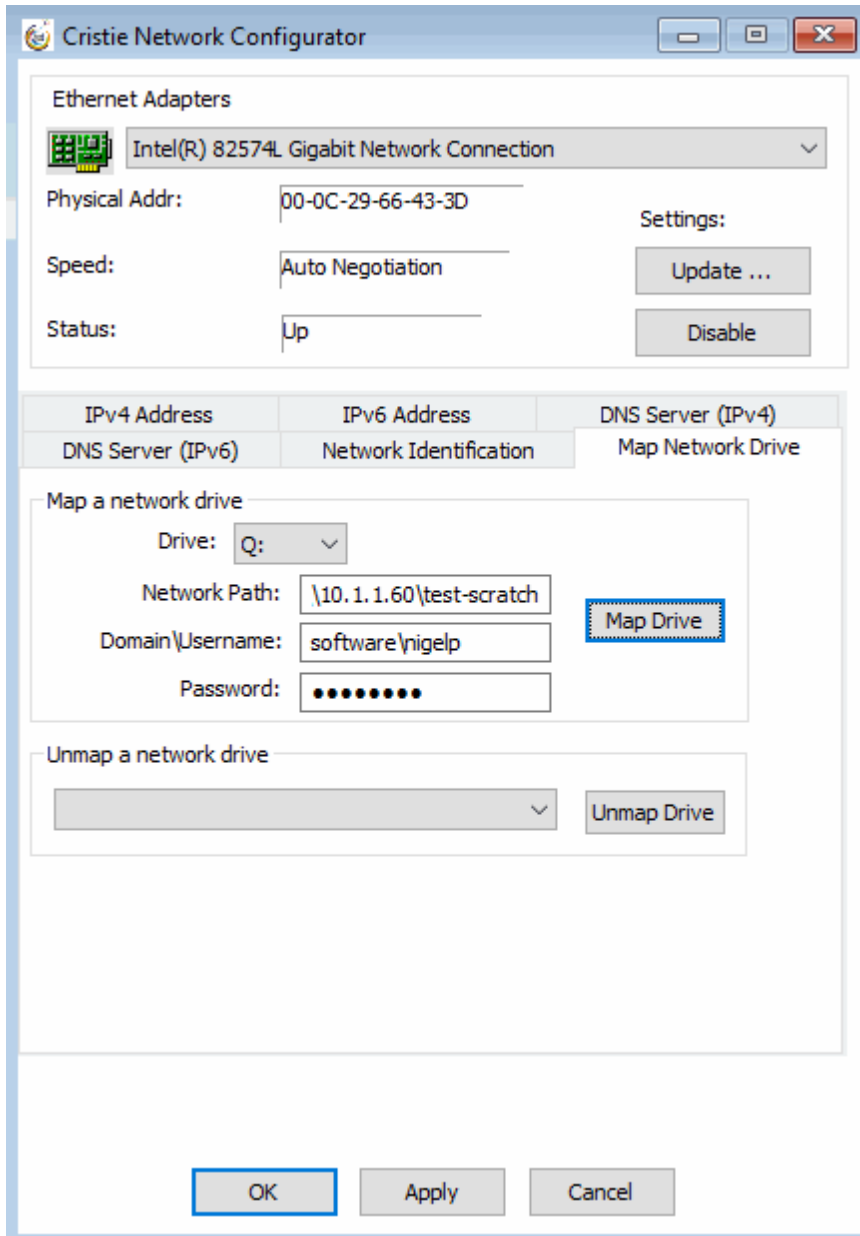 Cristie Network Configurator
Ethernet Adapters
Intel(R) 82574L Gigabit Network Connection
Physical Addr: 00-0C-29-66-43-3D
Settings:
Speed: Auto Negotiation
Update ...
Status: Up
Disable
IPv4 Address IPv6 Address DNS Server (IPv4)
DNS Server (IPv6) Network Identification Map Network Drive
Map a network drive
Drive: Q:
Network Path: \10.1.1.60\test-scratch
Map Drive
Domain\Username: software\nigelp
Password: ●●●●●●●●
Unmap a network drive
Unmap Drive
OK Apply Cancel